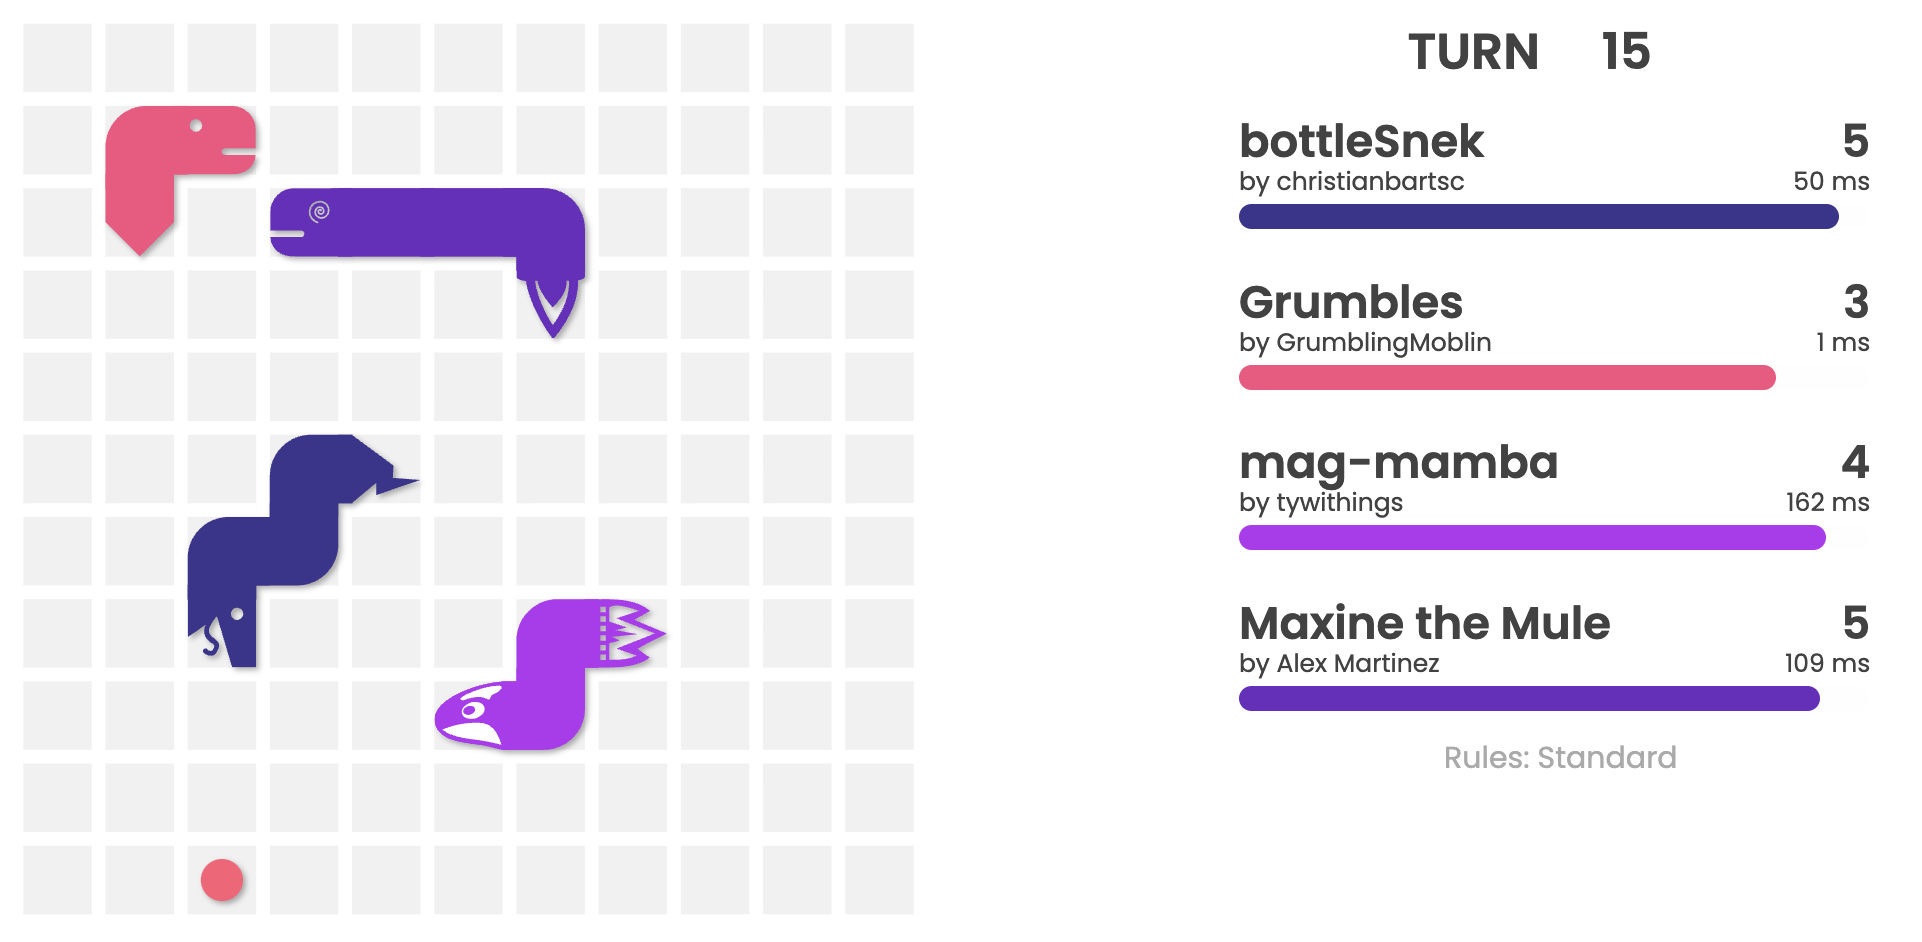 TURN 15
bottleSnek 5
by christianbartsc 50 ms
Grumbles 3
by GrumblingMoblin 1 ms
mag-mamba 4
by tywithings 162 ms
Maxine the Mule 5
by Alex Martinez 109 ms
Rules: Standard